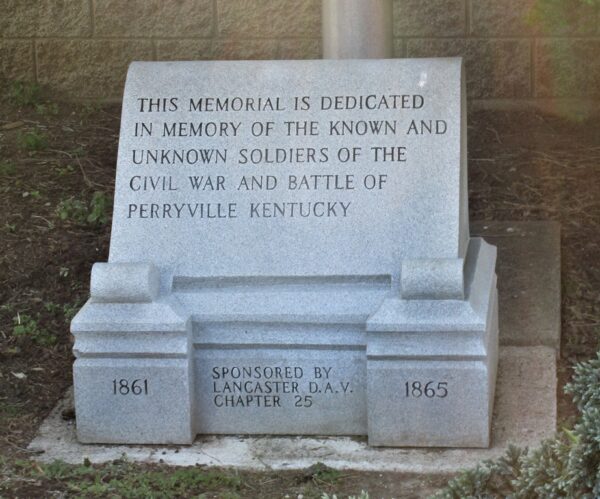 THIS MEMORIAL IS DEDICATED
IN MEMORY OF THE KNOWN AND
UNKNOWN SOLDIERS OF THE
CIVIL WAR AND BATTLE OF
PERRYVILLE KENTUCKY
1861
SPONSORED BY
LANCASTER D.A.V.
CHAPTER 25
1865